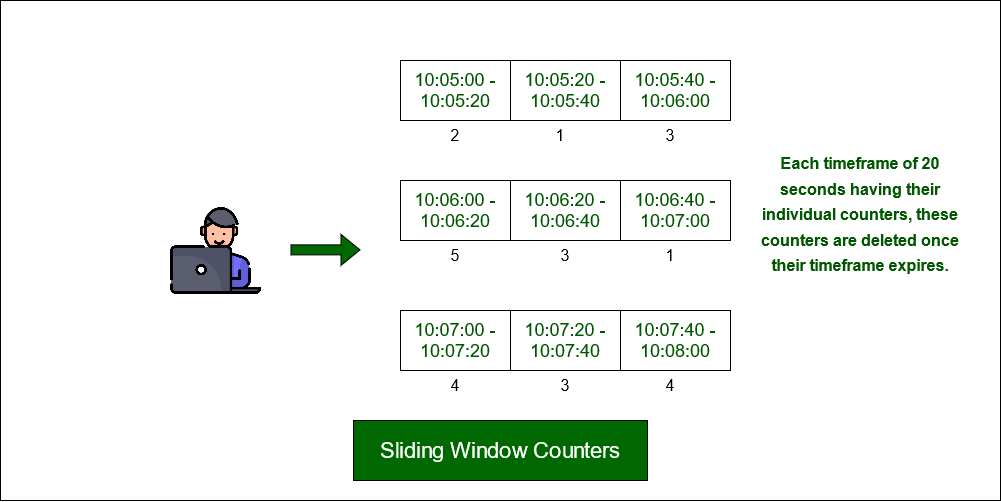 10:05:00 - 10:05:20 - 10:05:40 -
10:05:20 10:05:40 10:06:00
2 1 3
Each timeframe of 20
seconds having their
individual counters, these
counters are deleted once
their timeframe expires.
10:06:00 - 10:06:20 - 10:06:40 -
10:06:20 10:06:40 10:07:00
5 3 1
10:07:00 - 10:07:20 - 10:07:40 -
10:07:20 10:07:40 10:08:00
4 3 4
Sliding Window Counters